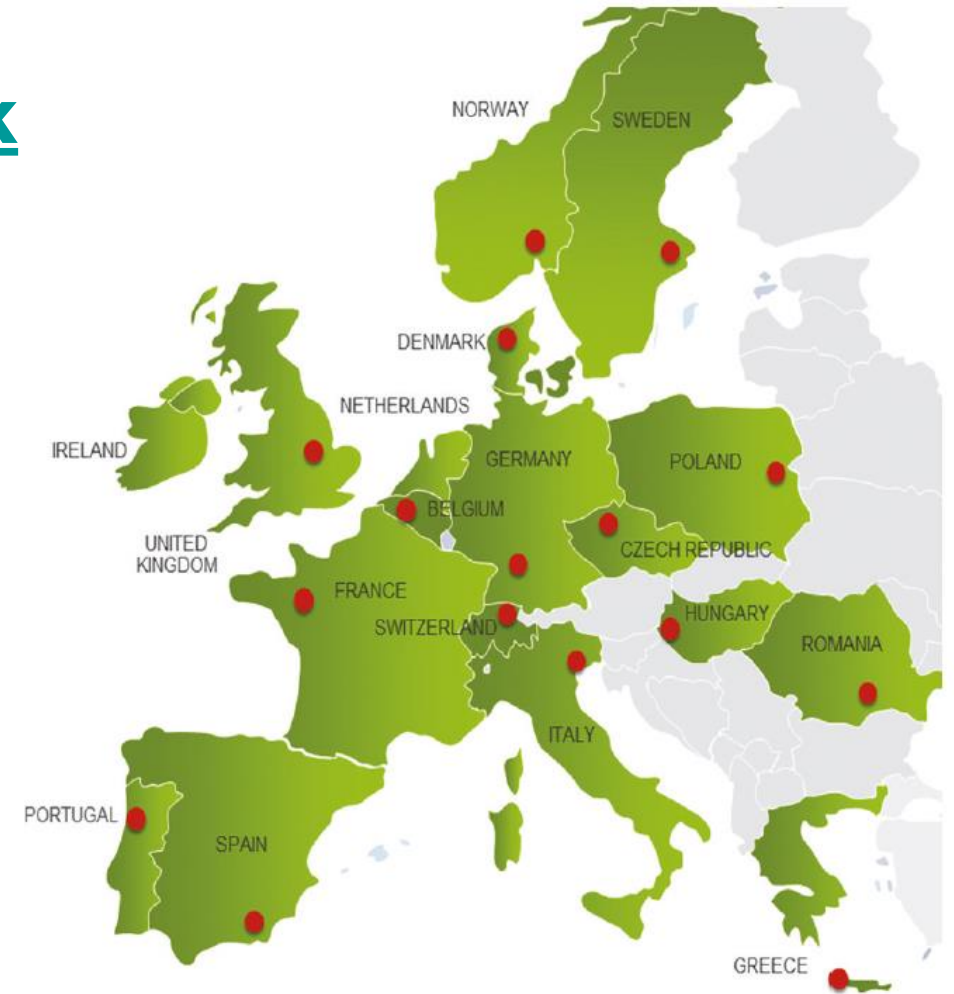 k
NORWAY
SWEDEN
DENMARK
NETHERLANDS
IRELAND
GERMANY
POLAND
BELGIUM
UNITED
KINGDOM
CZECH REPUBLIC
FRANCE
SWITZERLAND
HUNGARY
ROMANIA
ITALY
PORTUGAL
SPAIN
GREECE